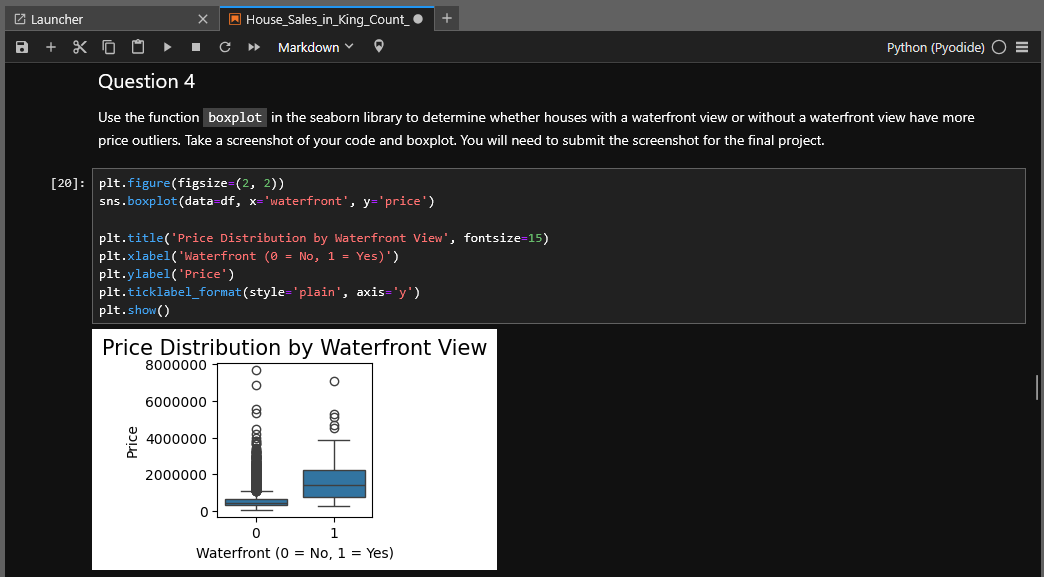 Launcher
House_Sales_in_King_Count_
Markdown
Python (Pyodide)
Question 4
Use the function boxplot in the seaborn library to determine whether houses with a waterfront view or without a waterfront view have more
price outliers. Take a screenshot of your code and boxplot. You will need to submit the screenshot for the final project.
[20]:
plt.figure(figsize=(2, 2))
sns.boxplot(data=df, x='waterfront', y='price')
plt.title('Price Distribution by Waterfront View', fontsize=15)
plt.xlabel('Waterfront (0 = No, 1 = Yes)')
plt.ylabel('Price')
plt.ticklabel_format(style='plain', axis='y')
plt.show()
Price Distribution by Waterfront View
8000000
6000000
4000000
2000000
0
Price
0 1
Waterfront (0 = No, 1 = Yes)